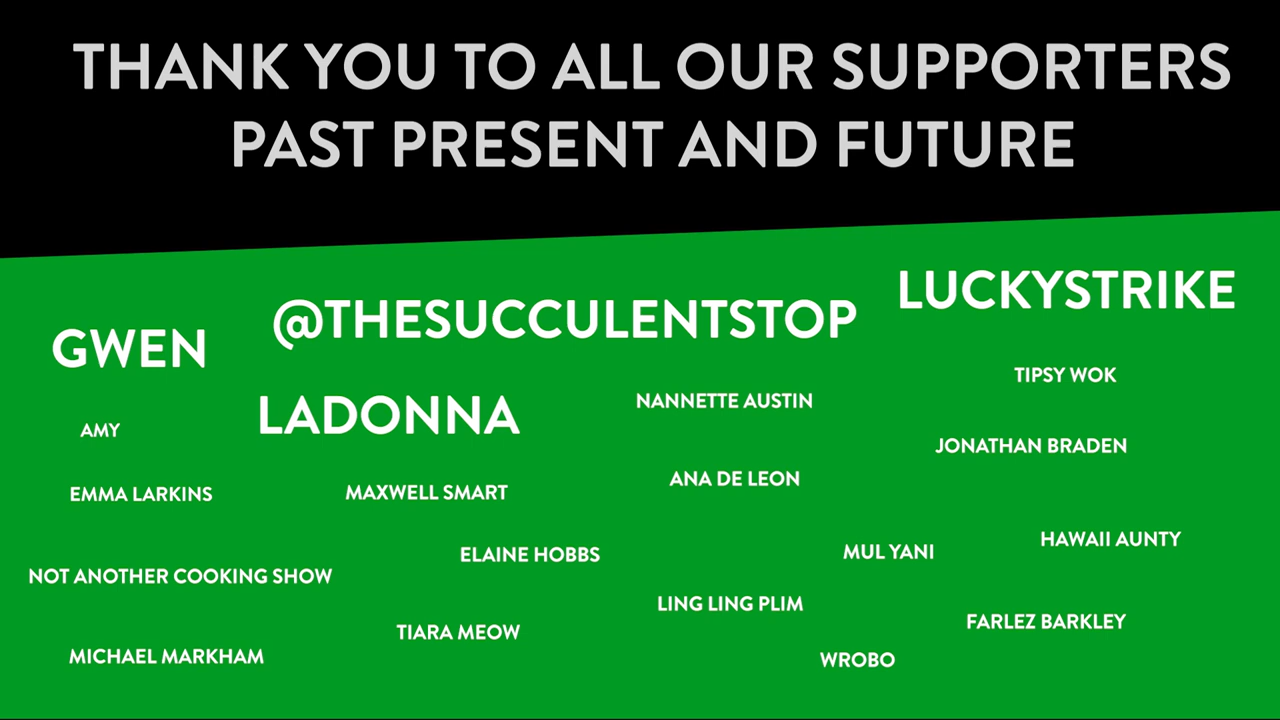 THANK YOU TO ALL OUR SUPPORTERS
PAST PRESENT AND FUTURE
LUCKYSTRIKE
@THESUCCULENTSTOP
GWEN
TIPSY WOK
NANNETTE AUSTIN
LADONNA
AMY
JONATHAN BRADEN
ANA DE LEON
MAXWELL SMART
EMMA LARKINS
HAWAII AUNTY
MUL YANI
ELAINE HOBBS
NOT ANOTHER COOKING SHOW
LING LING PLIM
FARLEZ BARKLEY
TIARA MEOW
MICHAEL MARKHAM
WROBO